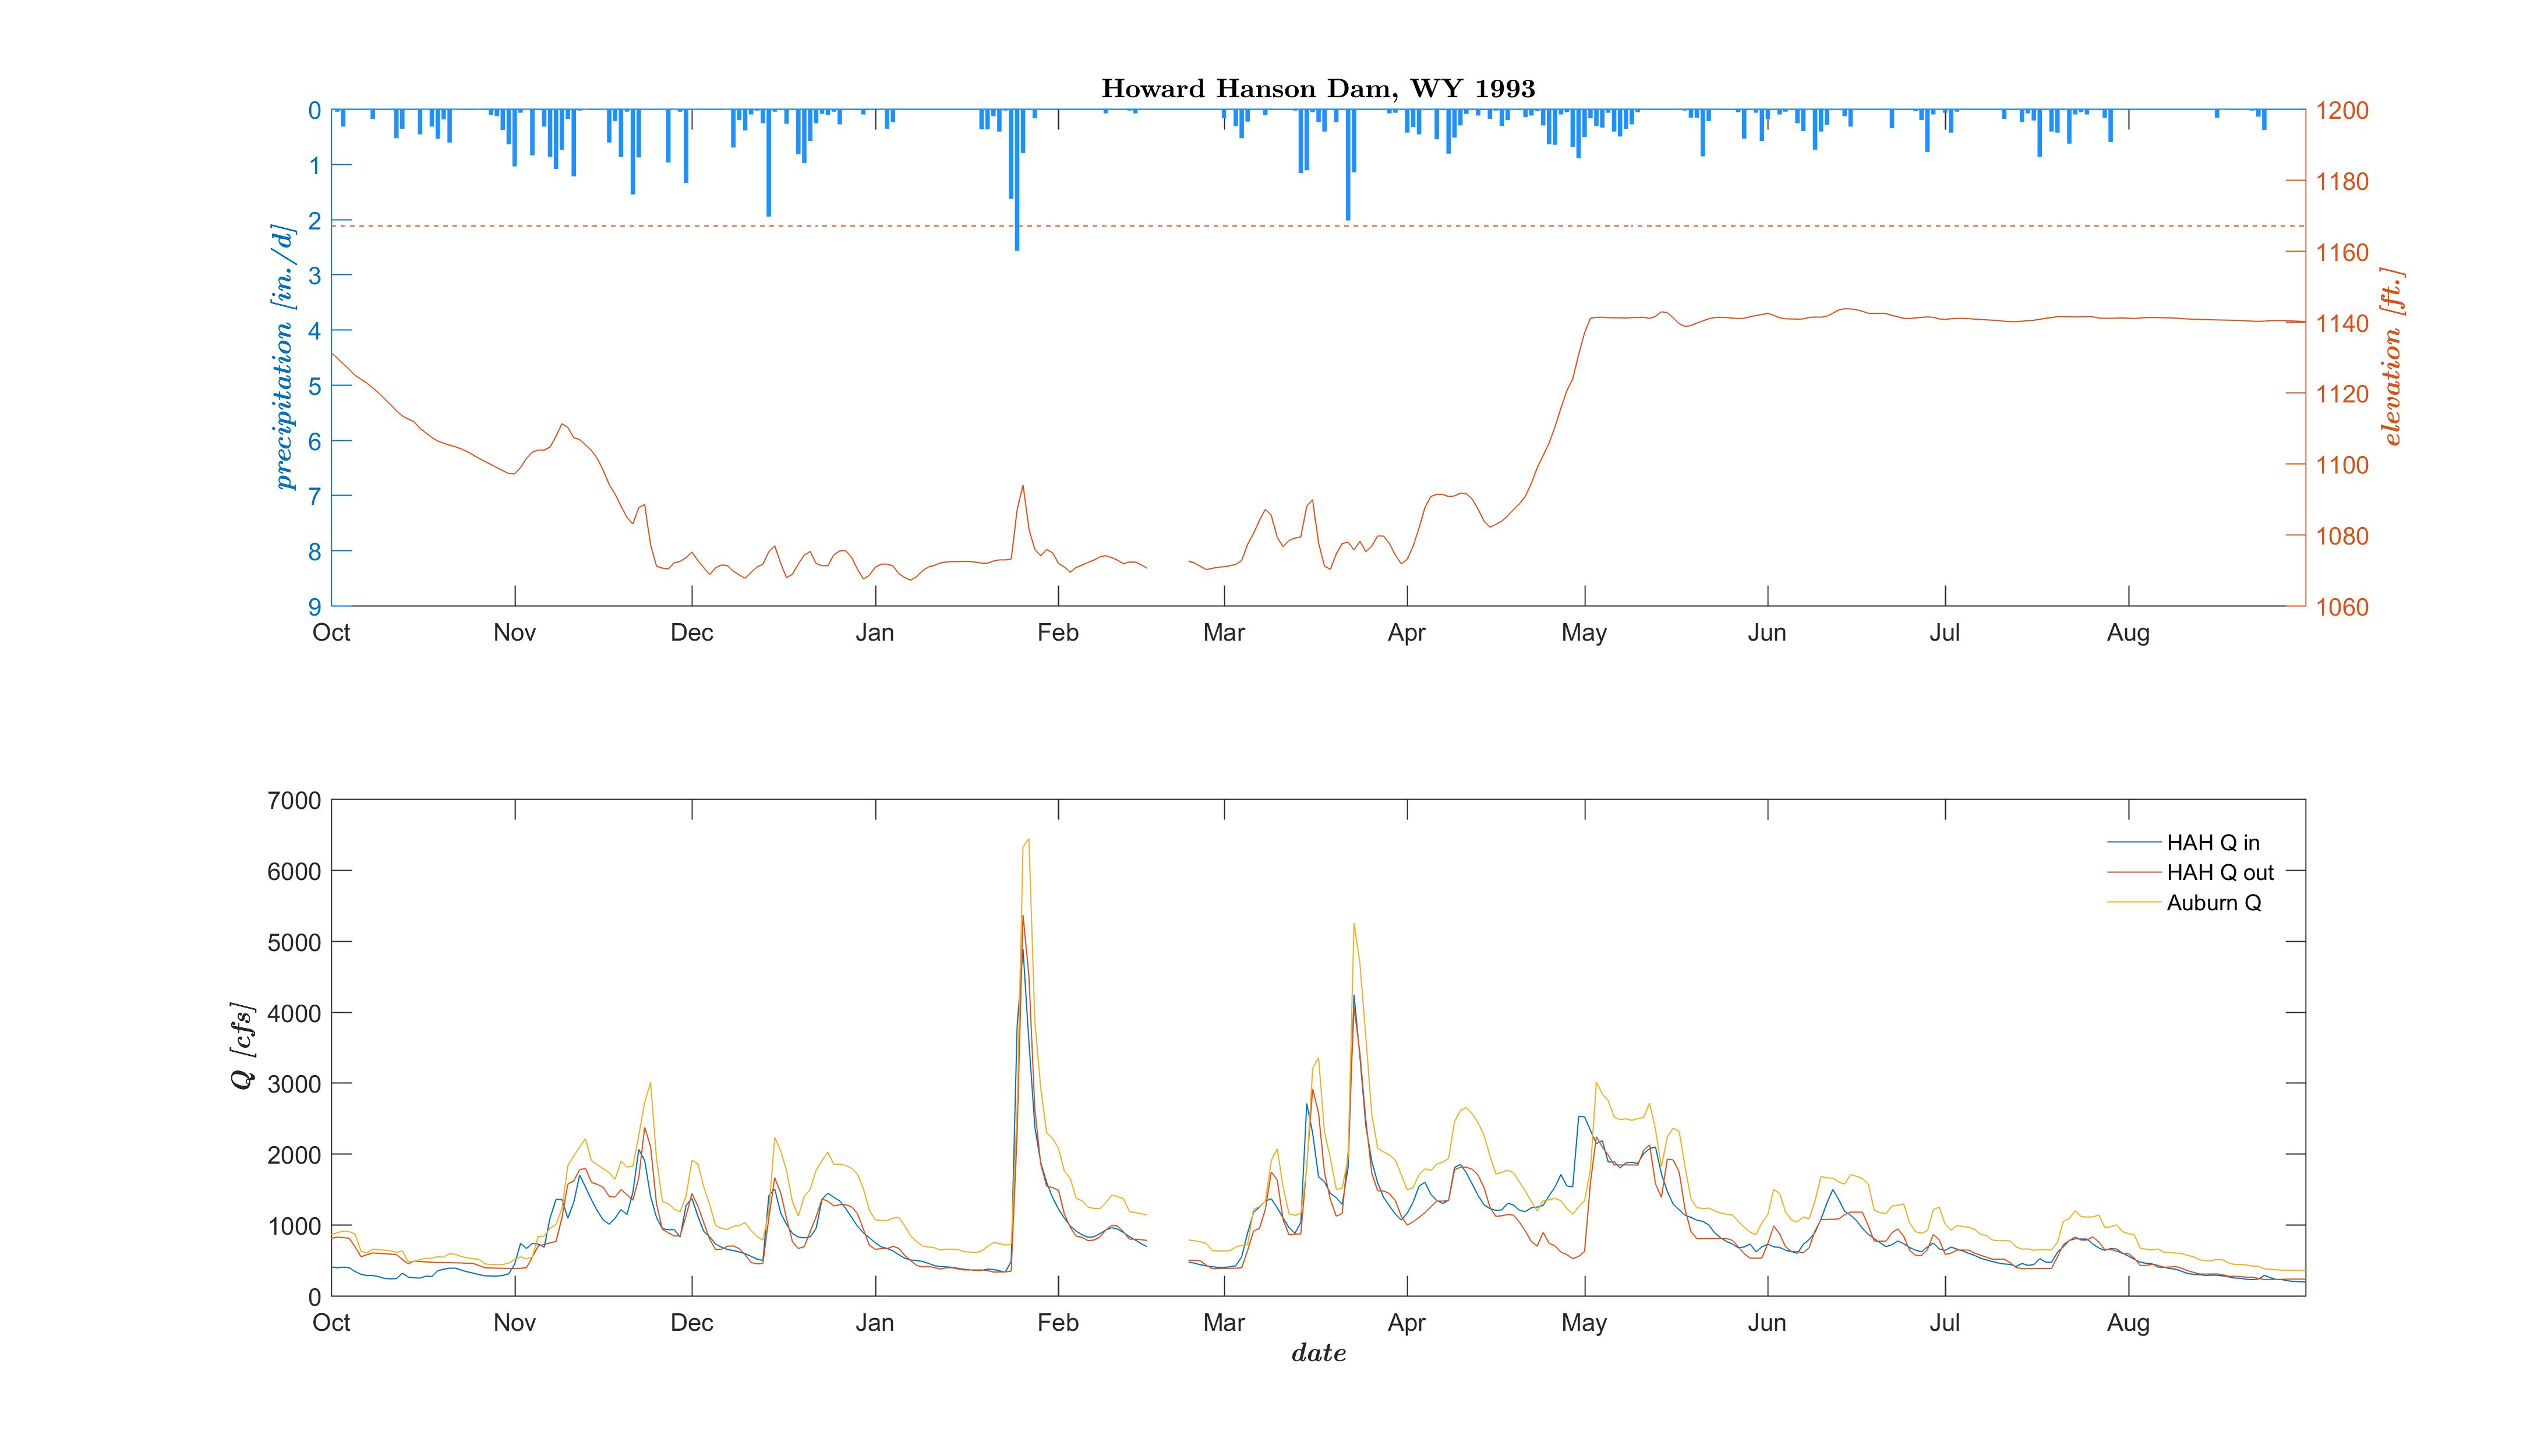 Howard Hanson Dam, WY 1993
0 1200
1 1180
2 1160
3 1140
4 1120
5 1100
6 1080
7 1060
8
9
precipitation [in./d]
elevation [ft.]
Oct Nov Dec Jan Feb Mar Apr May Jun Jul Aug
7000
6000
5000
4000
3000
2000
1000
0
Q [cfs]
HAH Q in
HAH Q out
Auburn Q
Oct Nov Dec Jan Feb Mar Apr May Jun Jul Aug
date